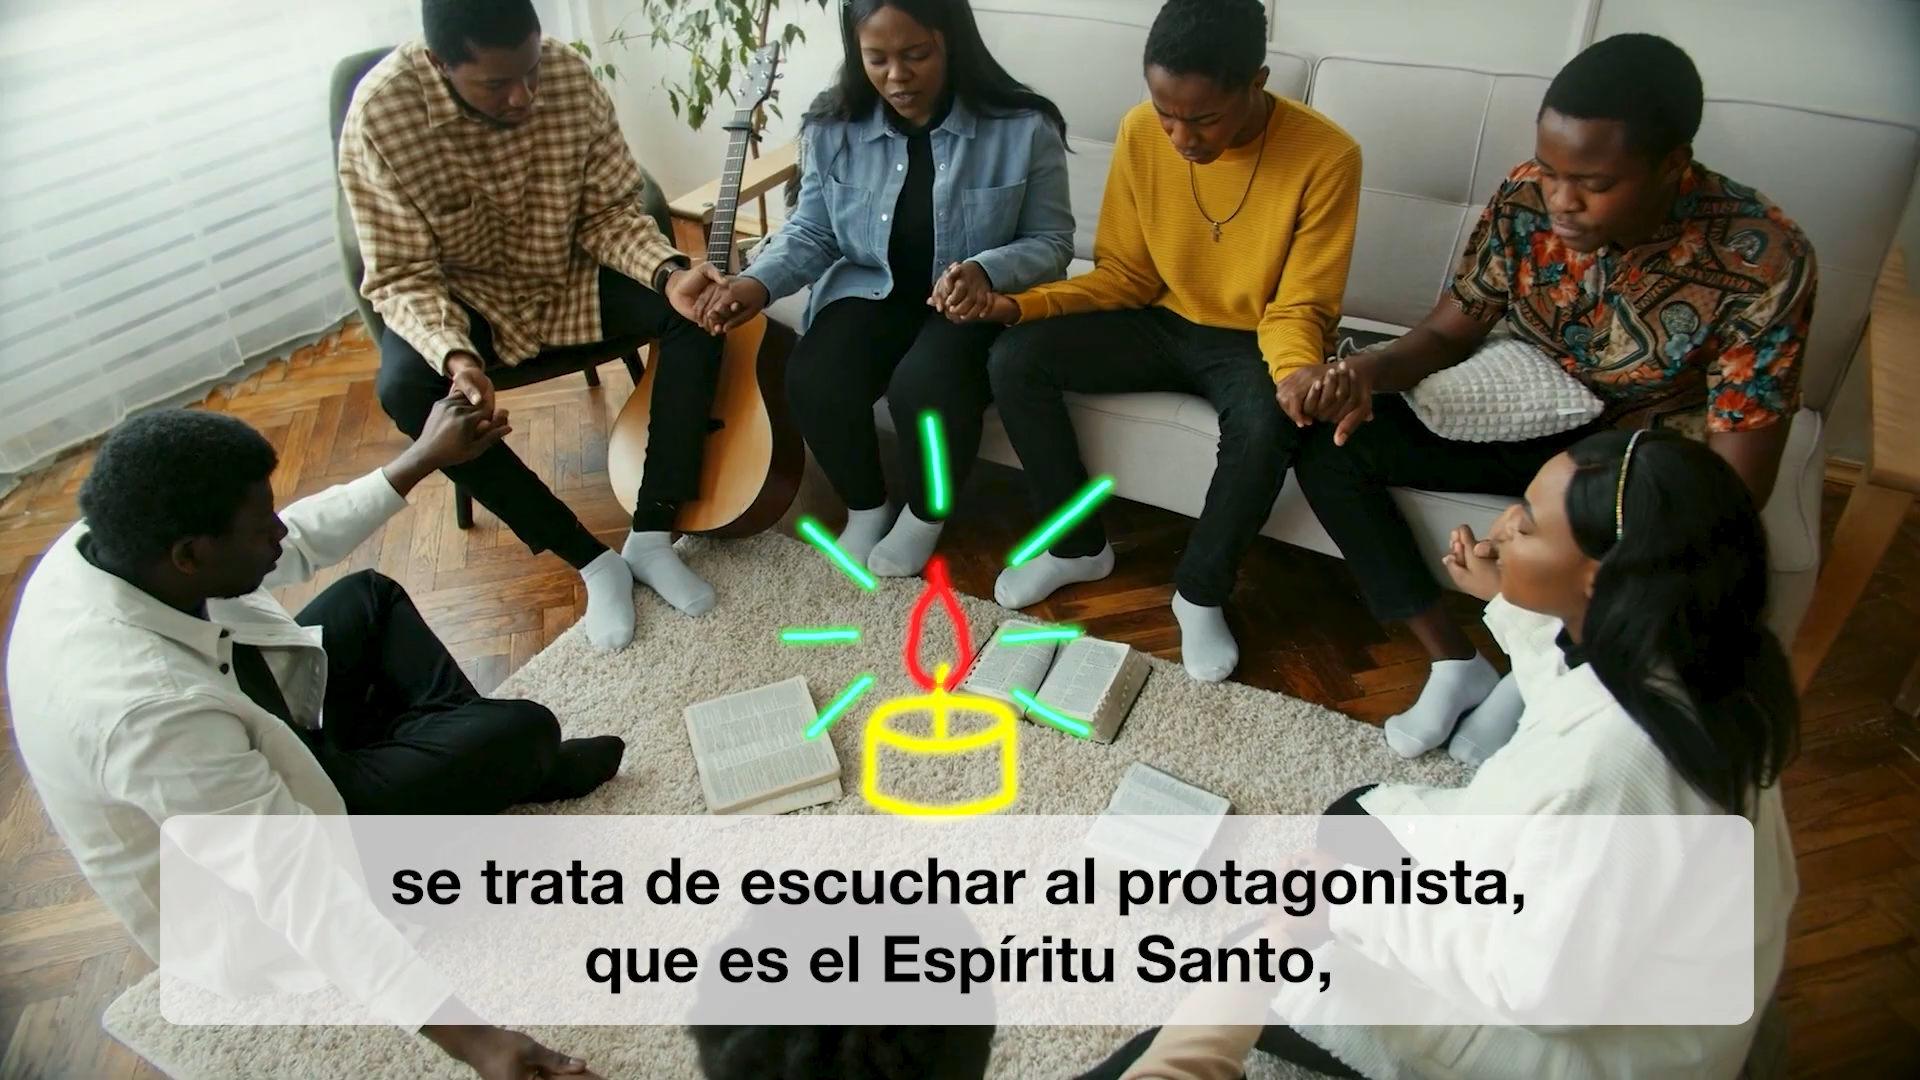 se trata de escuchar al protagonista,
que es el Espíritu Santo,